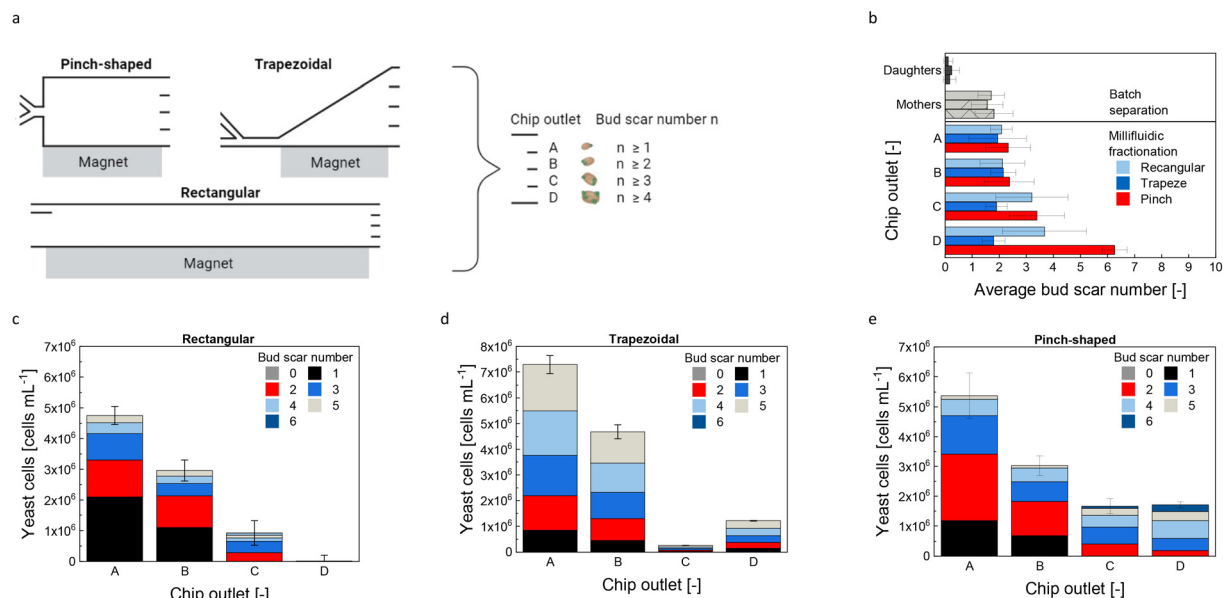 a
Pinch-shaped
Trapezoidal
Magnet
Magnet
Rectangular
Magnet
Chip outlet Bud scar number n
A n ≥ 1
B n ≥ 2
C n ≥ 3
D n ≥ 4
b
Daughters
Mothers
A
B
C
D
Chip outlet [-]
Batch
separation
Millifluidic
fractionation
Rectangular
Trapeze
Pinch
0 1 2 3 4 5 6 7 8 9 10
Average bud scar number [-]
c
Rectangular
Yeast cells [cells mL⁻¹]
7x10⁶
6x10⁶
5x10⁶
4x10⁶
3x10⁶
2x10⁶
1x10⁶
0
Bud scar number
0 1
2 3
4 5
6
A B C D
Chip outlet [-]
d
Trapezoidal
Yeast cells [cells mL⁻¹]
8x10⁶
7x10⁶
6x10⁶
5x10⁶
4x10⁶
3x10⁶
2x10⁶
1x10⁶
0
Bud scar number
0 1
2 3
4 5
6
A B C D
Chip outlet [-]
e
Pinch-shaped
Yeast cells [cells mL⁻¹]
7x10⁶
6x10⁶
5x10⁶
4x10⁶
3x10⁶
2x10⁶
1x10⁶
0
Bud scar number
0 1
2 3
4 5
6
A B C D
Chip outlet [-]